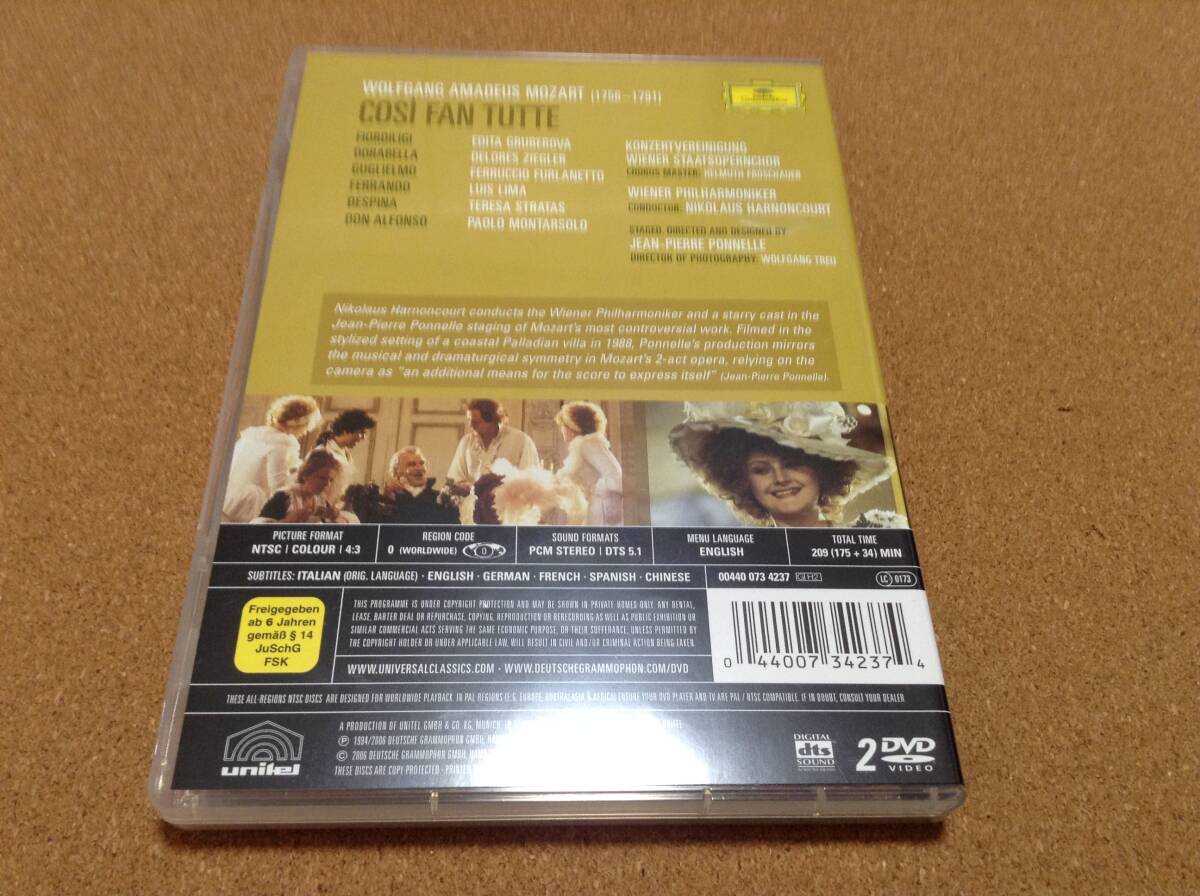 WOLFGANG AMADEUS MOZART (1756–1791)
COSÌ FAN TUTTE
Deutsche
Grammophon
FIORDILIGI EDITA GRUBEROVA
DORABELLA DELORES ZIEGLER
GUGLIELMO FERRUCCIO FURLANETTO
FERRANDO LUIS LIMA
DESPINA TERESA STRATAS
DON ALFONSO PAOLO MONTARSOLO
KONZERTVEREINIGUNG
WIENER STAATSOPERNCHOR
CHORUS MASTER: HELMUTH FROSCHAUER
WIENER PHILHARMONIKER
CONDUCTOR: NIKOLAUS HARNONCOURT
STAGED, DIRECTED AND DESIGNED BY
JEAN-PIERRE PONNELLE
DIRECTOR OF PHOTOGRAPHY: WOLFGANG TREU
Nikolaus Harnoncourt conducts the Wiener Philharmoniker and a starry cast in the
Jean-Pierre Ponnelle staging of Mozart's most controversial work. Filmed in the
stylized setting of a coastal Palladian villa in 1988, Ponnelle's production mirrors
the musical and dramaturgical symmetry in Mozart's 2-act opera, relying on the
camera as "an additional means for the score to express itself" (Jean-Pierre Ponnelle).
PICTURE FORMAT
NTSC | COLOUR | 4:3
REGION CODE
0 (WORLDWIDE) 0
SOUND FORMATS
PCM STEREO | DTS 5.1
MENU LANGUAGE
ENGLISH
TOTAL TIME
209 (175 + 34) MIN
SUBTITLES: ITALIAN (ORIG. LANGUAGE) · ENGLISH · GERMAN · FRENCH · SPANISH · CHINESE
00440 073 4237 GH2
LC 0173
Freigegeben
ab 6 Jahren
gemäß § 14
JuSchG
FSK
THIS PROGRAMME IS UNDER COPYRIGHT PROTECTION AND MAY BE SHOWN IN PRIVATE HOMES ONLY. ANY RENTAL,
LEASE, BARTER DEAL OR REPURCHASE, COPYING, REPRODUCTION OR RERECORDING AS WELL AS PUBLIC EXHIBITION OR
SIMILAR COMMERCIAL ACTS SERVING THE SAME ECONOMIC PURPOSE, OR THEIR SUFFERANCE, UNLESS PERMITTED BY
THE COPYRIGHT HOLDER OR UNDER APPLICABLE LAW, WILL RESULT IN CIVIL AND/OR CRIMINAL ACTION BEING TAKEN.
WWW.UNIVERSALCLASSICS.COM · WWW.DEUTSCHEGRAMMOPHON.COM/DVD
0 44007 34237 4
THESE ALL-REGIONS NTSC DISCS ARE DESIGNED FOR WORLDWIDE PLAYBACK IN PAL REGIONS (E.G. EUROPE, AUSTRALASIA & AFRICA) ENSURE YOUR DVD PLAYER AND TV ARE PAL / NTSC COMPATIBLE. IF IN DOUBT, CONSULT YOUR DEALER
unitel
A PRODUCTION OF UNITEL GMBH & CO. KG, MUNICH. UNITEL
℗ 1994/2006 DEUTSCHE GRAMMOPHON GMBH,
© 2006 DEUTSCHE GRAMMOPHON GMBH,
THESE DISCS ARE COPY PROTECTED ·
DIGITAL
dts
SOUND
2 DVD
VIDEO